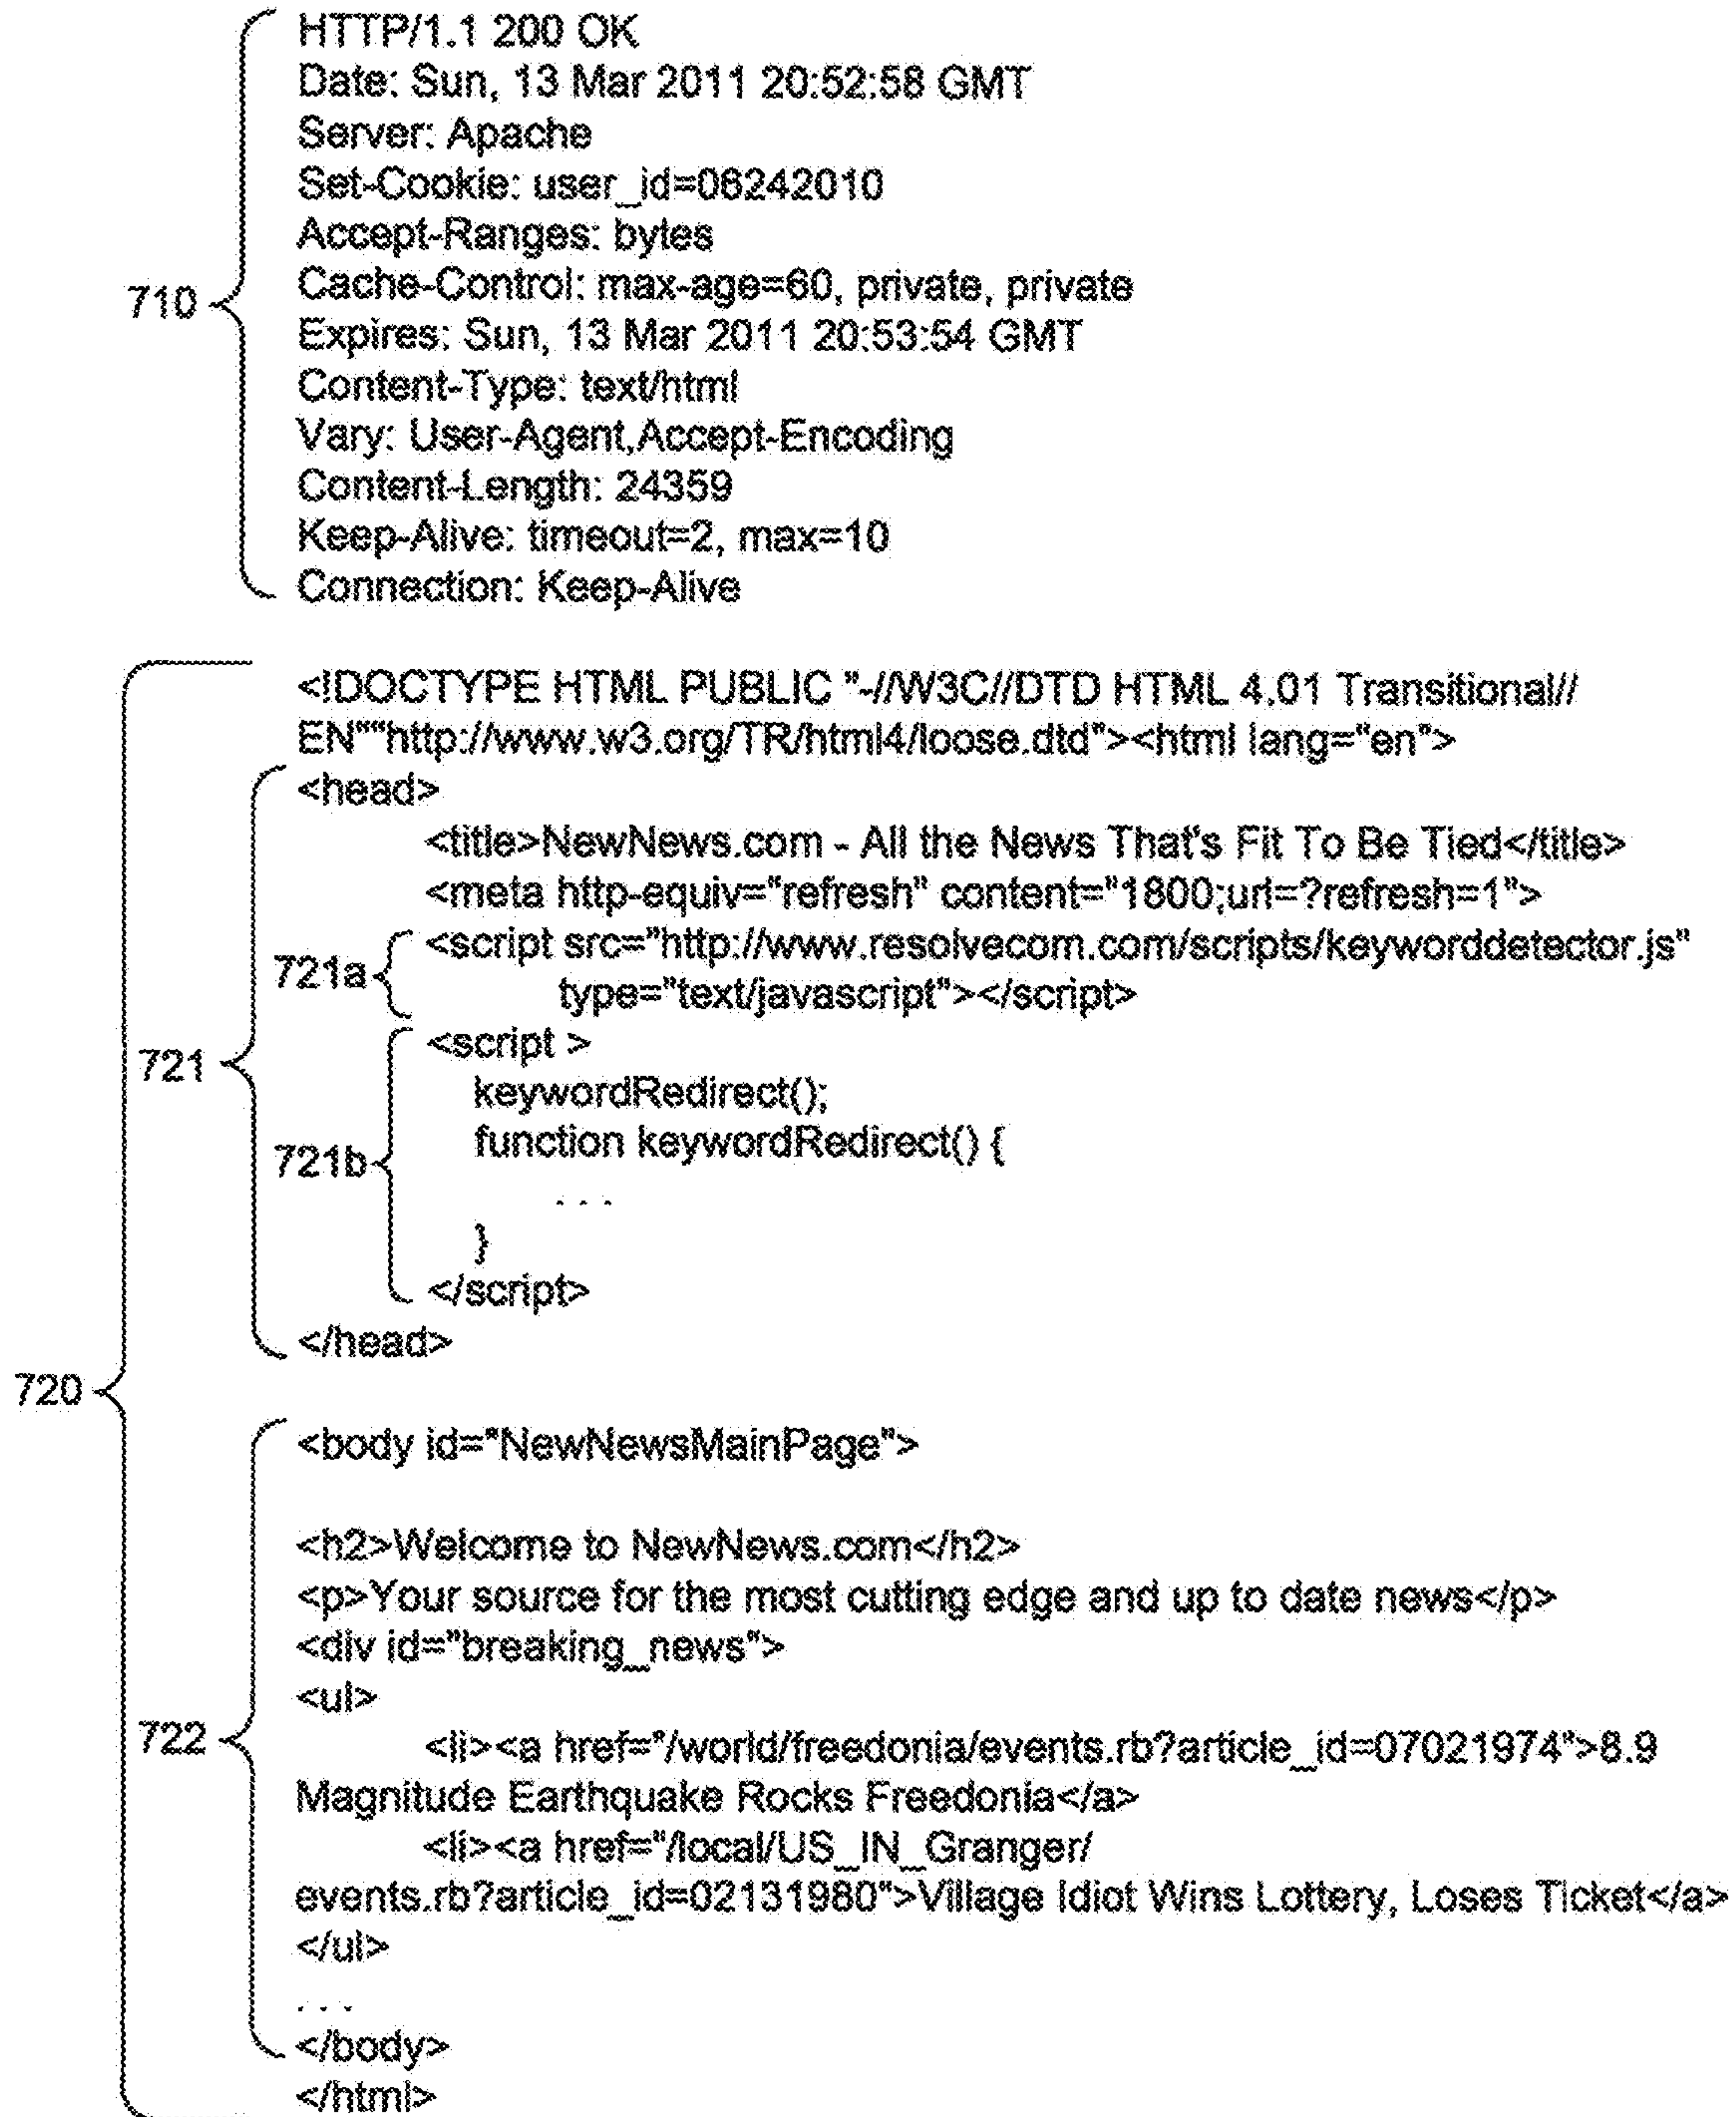 HTTP/1.1 200 OK
Date: Sun, 13 Mar 2011 20:52:58 GMT
Server: Apache
Set-Cookie: user_id=06242010
Accept-Ranges: bytes
710
Cache-Control: max-age=60, private, private
Expires: Sun, 13 Mar 2011 20:53:54 GMT
Content-Type: text/html
Vary: User-Agent,Accept-Encoding
Content-Length: 24359
Keep-Alive: timeout=2, max=10
Connection: Keep-Alive
<!DOCTYPE HTML PUBLIC "-//W3C//DTD HTML 4.01 Transitional//
EN""http://www.w3.org/TR/html4/loose.dtd"><html lang="en">
<head>
<title>NewNews.com - All the News That's Fit To Be Tied</title>
<meta http-equiv="refresh" content="1800;url=?refresh=1">
721a
<script src="http://www.resolvecom.com/scripts/keyworddetector.js"
type="text/javascript"></script>
721
<script >
keywordRedirect();
721b
function keywordRedirect() {
. . .
}
</script>
</head>
720
<body id="NewNewsMainPage">
<h2>Welcome to NewNews.com</h2>
<p>Your source for the most cutting edge and up to date news</p>
<div id="breaking_news">
<ul>
722
<li><a href="/world/freedonia/events.rb?article_id=07021974">8.9
Magnitude Earthquake Rocks Freedonia</a>
<li><a href="/local/US_IN_Granger/
events.rb?article_id=02131980">Village Idiot Wins Lottery, Loses Ticket</a>
</ul>
. . .
</body>
</html>